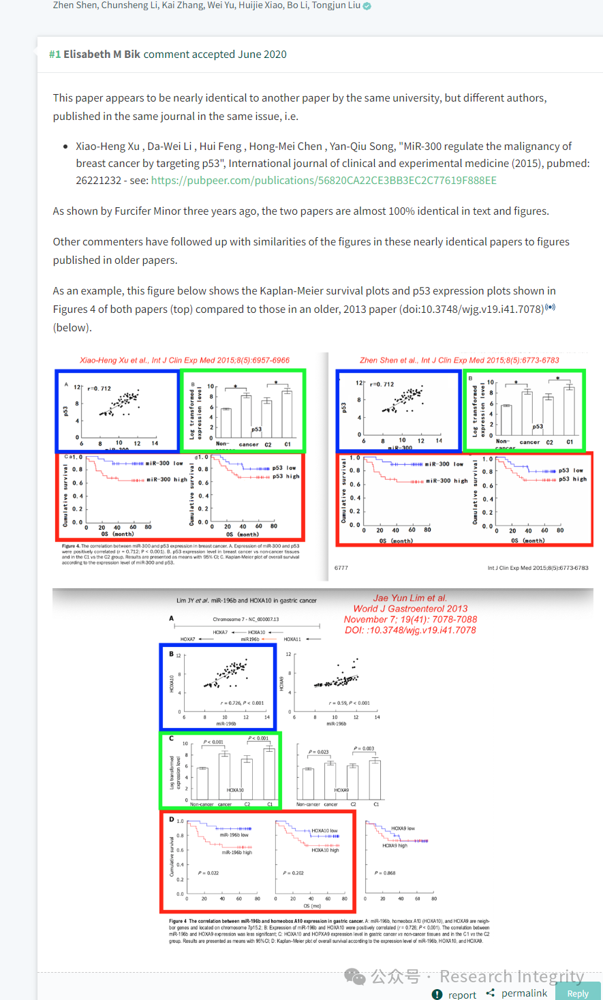 Zhen Shen, Chunsheng Li, Kai Zhang, Wei Yu, Huijie Xiao, Bo Li, Tongjun Liu
#1 Elisabeth M Bik comment accepted June 2020
This paper appears to be nearly identical to another paper by the same university, but different authors,
published in the same journal in the same issue, i.e.
• Xiao-Heng Xu , Da-Wei Li , Hui Feng , Hong-Mei Chen , Yan-Qiu Song, "MiR-300 regulate the malignancy of
breast cancer by targeting p53", International journal of clinical and experimental medicine (2015), pubmed:
26221232 - see: https://pubpeer.com/publications/56820CA22CE3BB3EC2C77619F888EE
As shown by Furcifer Minor three years ago, the two papers are almost 100% identical in text and figures.
Other commenters have followed up with similarities of the figures in these nearly identical papers to figures
published in older papers.
As an example, this figure below shows the Kaplan-Meier survival plots and p53 expression plots shown in
Figures 4 of both papers (top) compared to those in an older, 2013 paper (doi:10.3748/wjg.v19.i41.7078)
(below).
Xiao-Heng Xu et al., Int J Clin Exp Med 2015;8(5):6957-6966
Zhen Shen et al., Int J Clin Exp Med 2015;8(5):6773-6783
A
12
r=0.712
8
4
0
p53
6 8 10 12 14
miR-300
B
10
8
6
4
2
0
Log transformed
expression level
* *
p53
Non-
cancer
cancer C2 C1
12
r=0.712
8
4
0
p53
6 8 10 12 14
miR-300
B
10
8
6
4
2
0
Log transformed
expression level
* *
p53
Non-
cancer
cancer C2 C1
C a 1.0
0.8
0.6
0.4
0.2
0.0
Cumulative survival
miR-300 low
miR-300 high
0 20 40 60 80
OS (month)
d 1.0
0.8
0.6
0.4
0.2
0.0
Cumulative survival
p53 low
p53 high
0 20 40 60 80
OS (month)
1.0
0.8
0.6
0.4
0.2
0.0
Cumulative survival
miR-300 low
miR-300 high
0 20 40 60 80
OS (month)
1.0
0.8
0.6
0.4
0.2
0.0
Cumulative survival
p53 low
p53 high
0 20 40 60 80
OS (month)
Figure 4. The correlation between miR-300 and p53 expression in breast cancer. A. Expression of miR-300 and p53
were positively correlated (r = 0.712; P < 0.001). B. p53 expression level in breast cancer vs non-cancer tissues
and in the C1 vs the C2 group. Results are presented as means with 95% CI; C. Kaplan-Meier plot of overall survival
according to the expression level of miR-300 and p53.
6777
Int J Clin Exp Med 2015;8(5):6773-6783
Lim JY et al. miR-196b and HOXA10 in gastric cancer
Jae Yun Lim et al.
World J Gastroenterol 2013
November 7; 19(41): 7078-7088
DOI: :10.3748/wjg.v19.i41.7078
A
Chromosome 7 - NC_000007.13
HOXA7 HOXA10
HOXA7 miR196b HOXA11
B
12
8
4
0
HOXA10
r = 0.726, P < 0.001
6 8 10 12 14
miR-196b
12
8
4
0
HOXA9
r = 0.59, P < 0.001
6 8 10 12 14
miR-196b
C
10
8
6
4
2
0
Log transformed
expression level
P < 0.001
P < 0.001
HOXA10
Non-cancer cancer C2 C1
P = 0.023
P = 0.003
HOXA9
Non-cancer cancer C2 C1
D
1.0
0.8
0.6
0.4
0.2
0.0
Cumulative survival
miR-196b low
miR-196b high
P = 0.022
0 20 40 60 80
HOXA10 low
HOXA10 high
P = 0.202
0 20 40 60 80
OS (mo)
HOXA9 low
HOXA9 high
P = 0.868
0 20 40 60 80
Figure 4 The correlation between miR-196b and homeobox A10 expression in gastric cancer. A: miR-196b, homeobox A10 (HOXA10), and HOXA9 are neigh-
bor genes and located on chromosome 7p15.2; B: Expression of miR-196b and HOXA10 were positively correlated (r = 0.726; P < 0.001). The correlation between
miR-196b and HOXA9 expression was less significant; C: HOXA10 and HOPXA9 expression level in gastric cancer vs non-cancer tissues and in the C1 vs the C2
group. Results are presented as means with 95%CI; D: Kaplan-Meier plot of overall survival according to the expression level of miR-196b, HOXA10, and HOXA9.
公众号 · Research Integrity
report permalink Reply